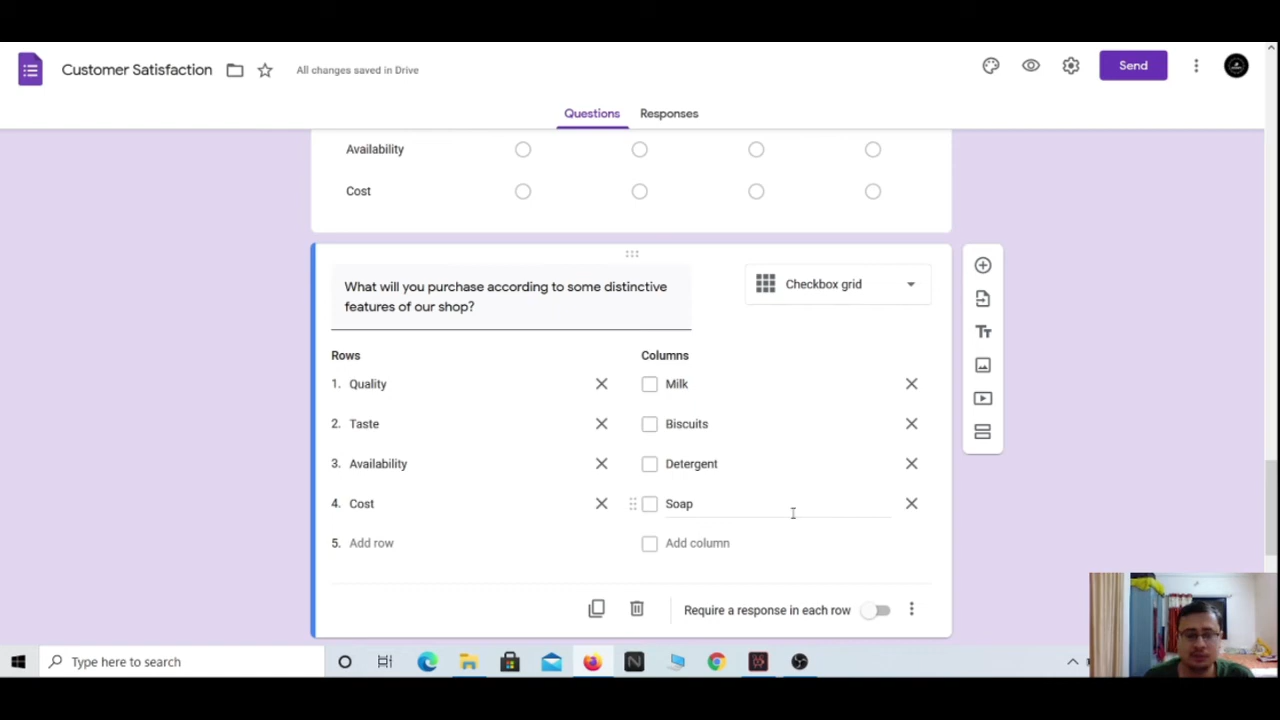 Customer Satisfaction
All changes saved in Drive
Send
Questions
Responses
Availability
Cost
What will you purchase according to some distinctive
features of our shop?
Checkbox grid
Rows
Columns
1. Quality
Milk
2. Taste
Biscuits
3. Availability
Detergent
4. Cost
Soap
5. Add row
Add column
Require a response in each row
Type here to search